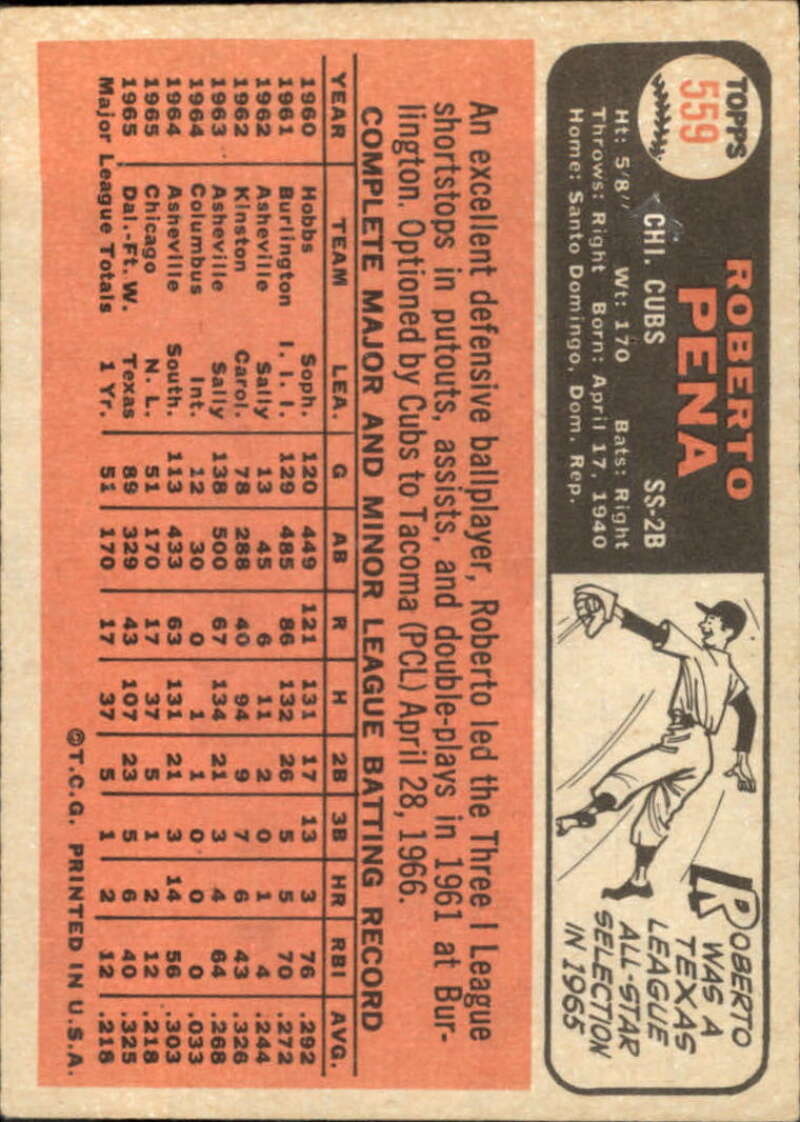 TOPPS
559
ROBERTO
PENA
CHI. CUBS SS-2B
Ht: 5'8" Wt: 170 Bats: Right
Throws: Right Born: April 17, 1940
Home: Santo Domingo, Dom. Rep.
ROBERTO
WAS A
TEXAS
LEAGUE
ALL-STAR
SELECTION
IN 1965
An excellent defensive ballplayer, Roberto led the Three I League
shortstops in putouts, assists, and double-plays in 1961 at Bur-
lington. Optioned by Cubs to Tacoma (PCL) April 28, 1966.
COMPLETE MAJOR AND MINOR LEAGUE BATTING RECORD
YEAR TEAM LEA. G AB R H 2B 3B HR RBI AVG.
1960 Hobbs Soph. 120 449 121 131 17 13 3 76 .292
1961 Burlington I. I. I. 129 485 86 132 26 5 5 70 .272
1962 Asheville Sally 13 45 6 11 2 0 1 4 .244
1962 Kinston Carol. 78 288 40 94 9 7 6 43 .326
1963 Asheville Sally 138 500 67 134 21 3 4 64 .268
1964 Columbus Int. 12 30 0 1 1 0 0 0 .033
1964 Asheville South. 113 433 63 131 21 3 14 56 .303
1965 Chicago N. L. 51 170 17 37 5 1 2 12 .218
1965 Dal.-Ft. W. Texas 89 329 43 107 23 5 6 40 .325
Major League Totals 1 Yr. 51 170 17 37 5 1 2 12 .218
©T.C.G. PRINTED IN U.S.A.